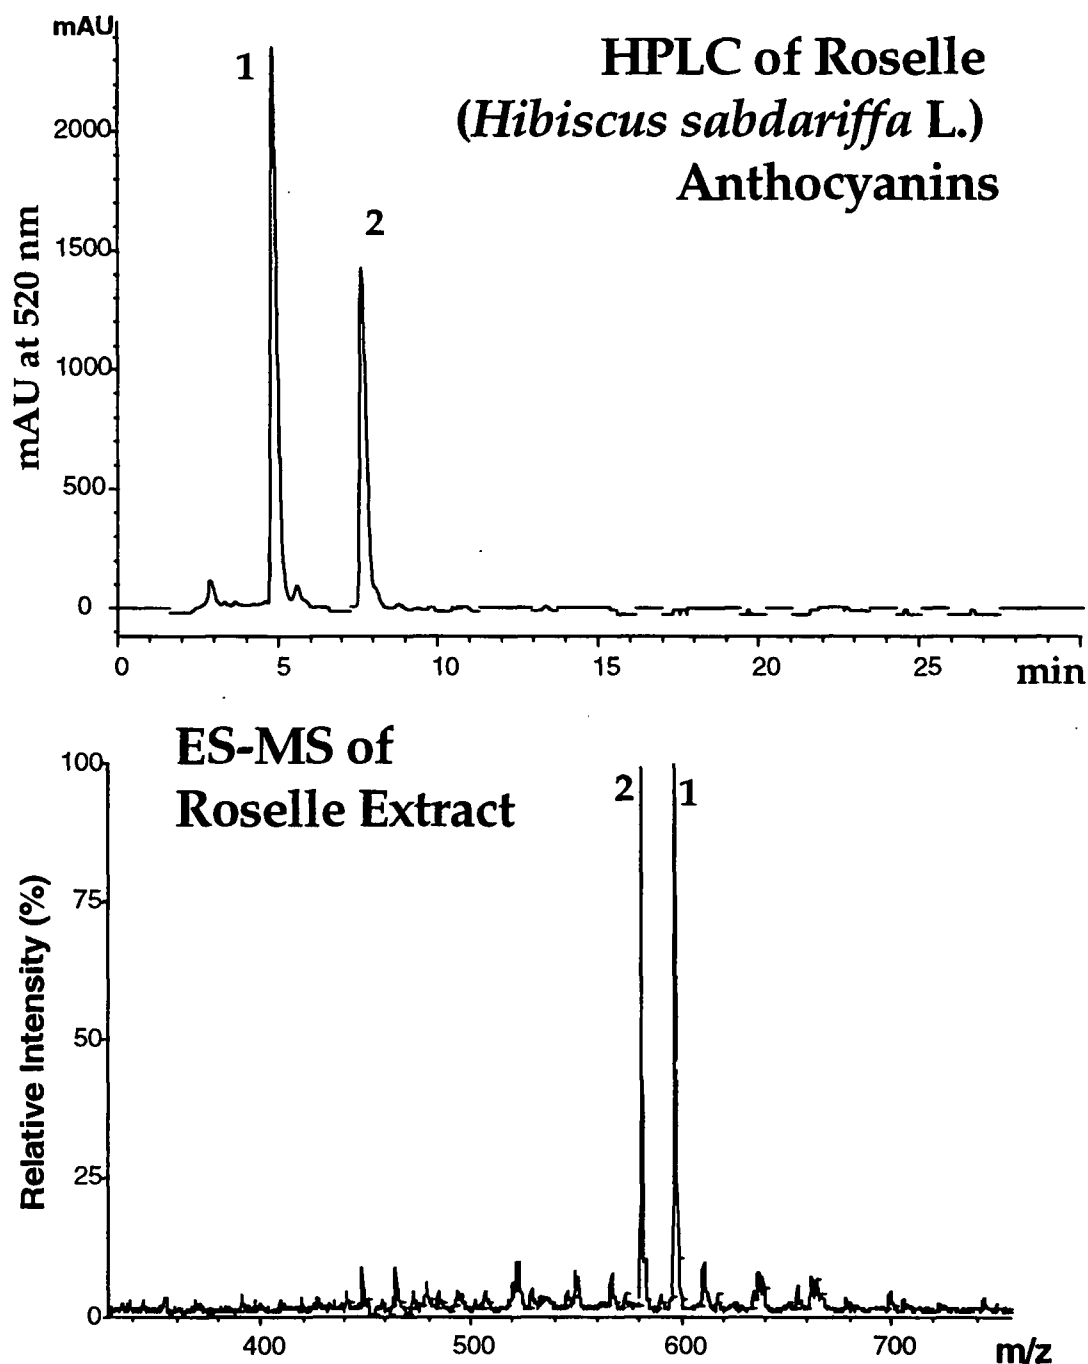 mAU
HPLC of Roselle
(Hibiscus sabdariffa L.)
Anthocyanins
1
2
mAU at 520 nm
2000
1500
1000
500
0
0 5 10 15 20 25 min
ES-MS of
Roselle Extract
2 1
Relative Intensity (%)
100
75
50
25
0
400 500 600 700 m/z